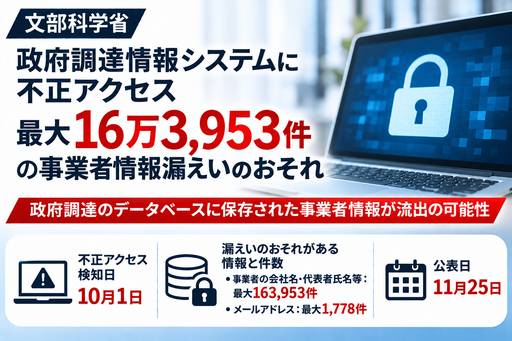 文部科学省
政府調達情報システムに
不正アクセス
最大16万3,953件
の事業者情報漏えいのおそれ
政府調達のデータベースに保存された事業者情報が流出の可能性
不正アクセス
検知日
10月1日
漏えいのおそれがある
情報と件数
• 事業者の会社名・代表者氏名等：
最大163,953件
• メールアドレス：最大1,778件
公表日
11月25日